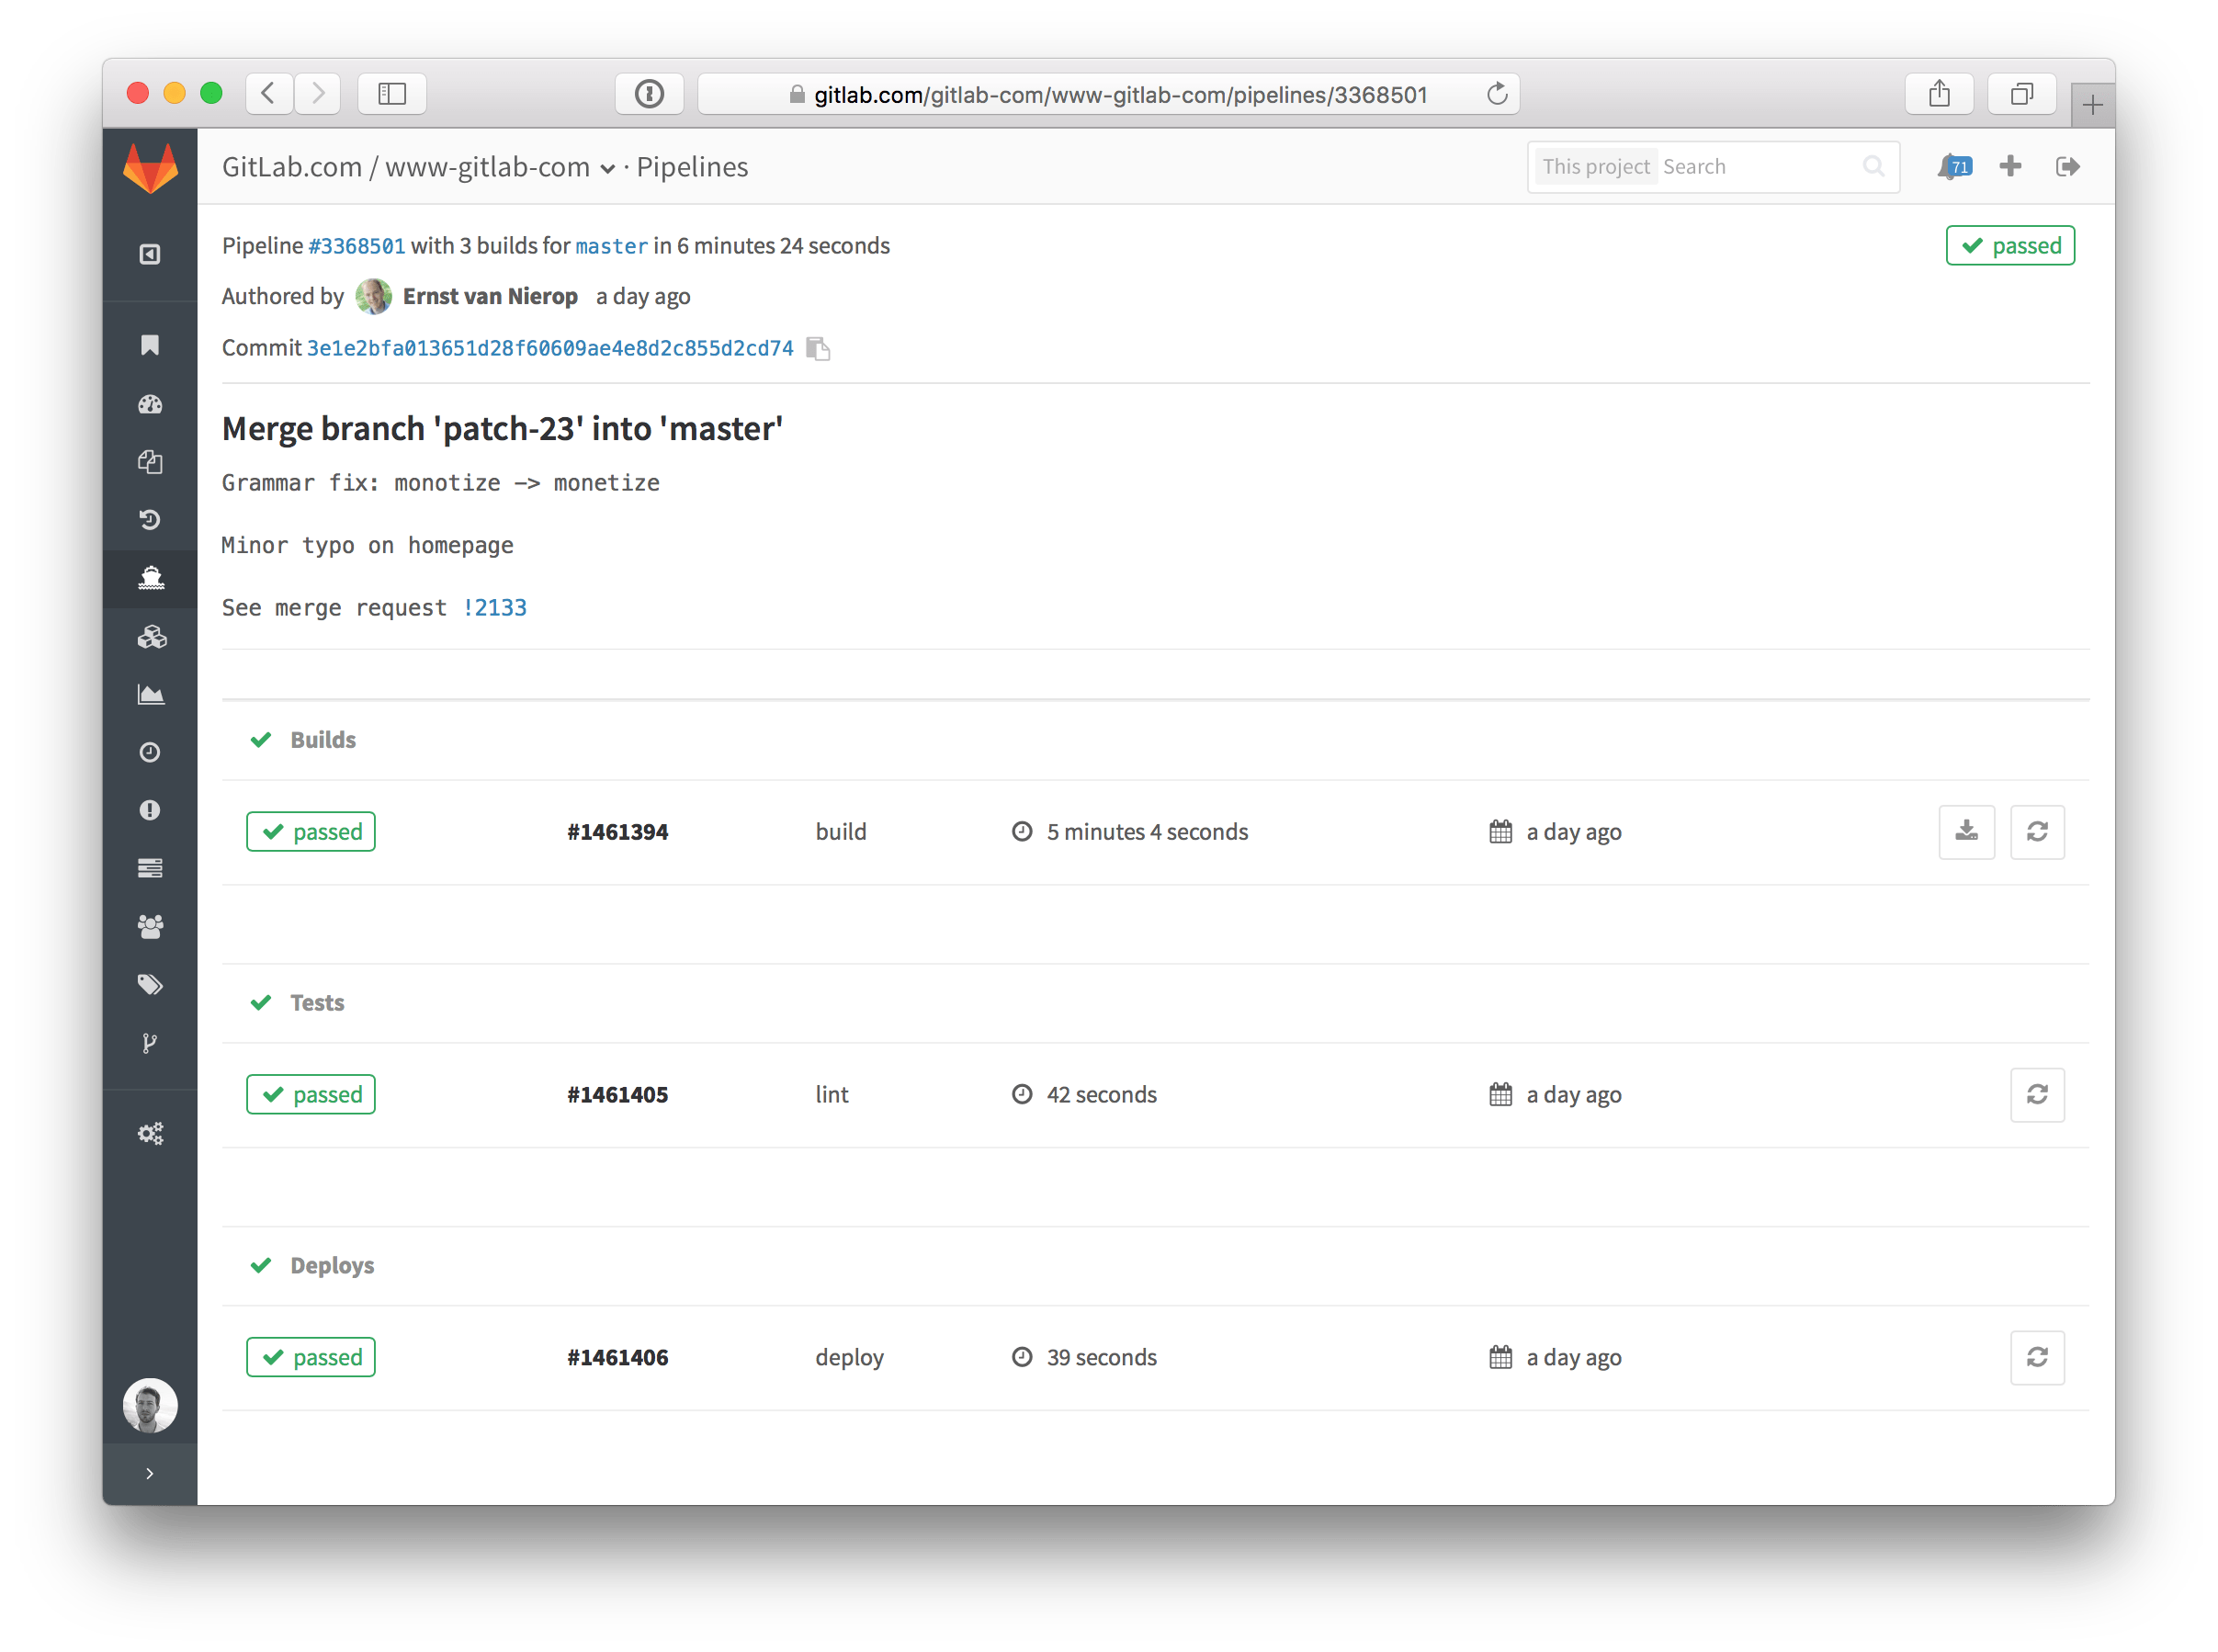 gitlab.com/gitlab-com/www-gitlab-com/pipelines/3368501
GitLab.com / www-gitlab-com · Pipelines
This project Search
71
Pipeline #3368501 with 3 builds for master in 6 minutes 24 seconds
passed
Authored by Ernst van Nierop a day ago
Commit 3e1e2bfa013651d28f60609ae4e8d2c855d2cd74
Merge branch 'patch-23' into 'master'
Grammar fix: monotize -> monetize
Minor typo on homepage
See merge request !2133
Builds
passed #1461394 build 5 minutes 4 seconds a day ago
Tests
passed #1461405 lint 42 seconds a day ago
Deploys
passed #1461406 deploy 39 seconds a day ago